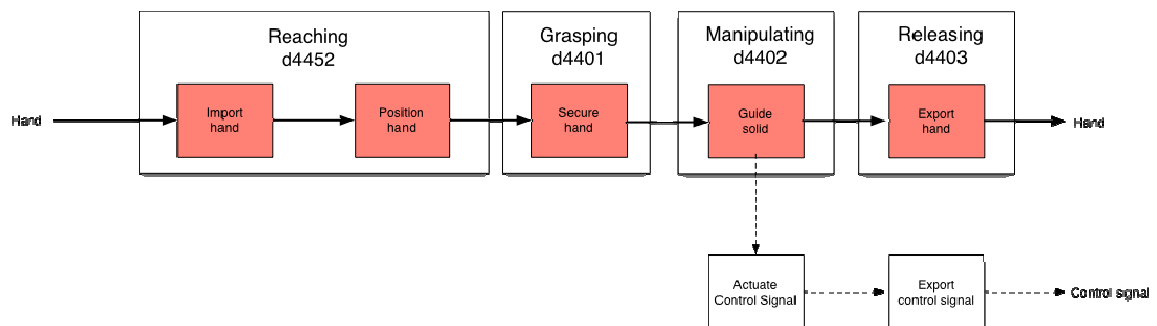 Reaching
d4452
Grasping
d4401
Manipulating
d4402
Releasing
d4403
Hand
Import
hand
Position
hand
Secure
hand
Guide
solid
Export
hand
Hand
Actuate
Control Signal
Export
control signal
Control signal